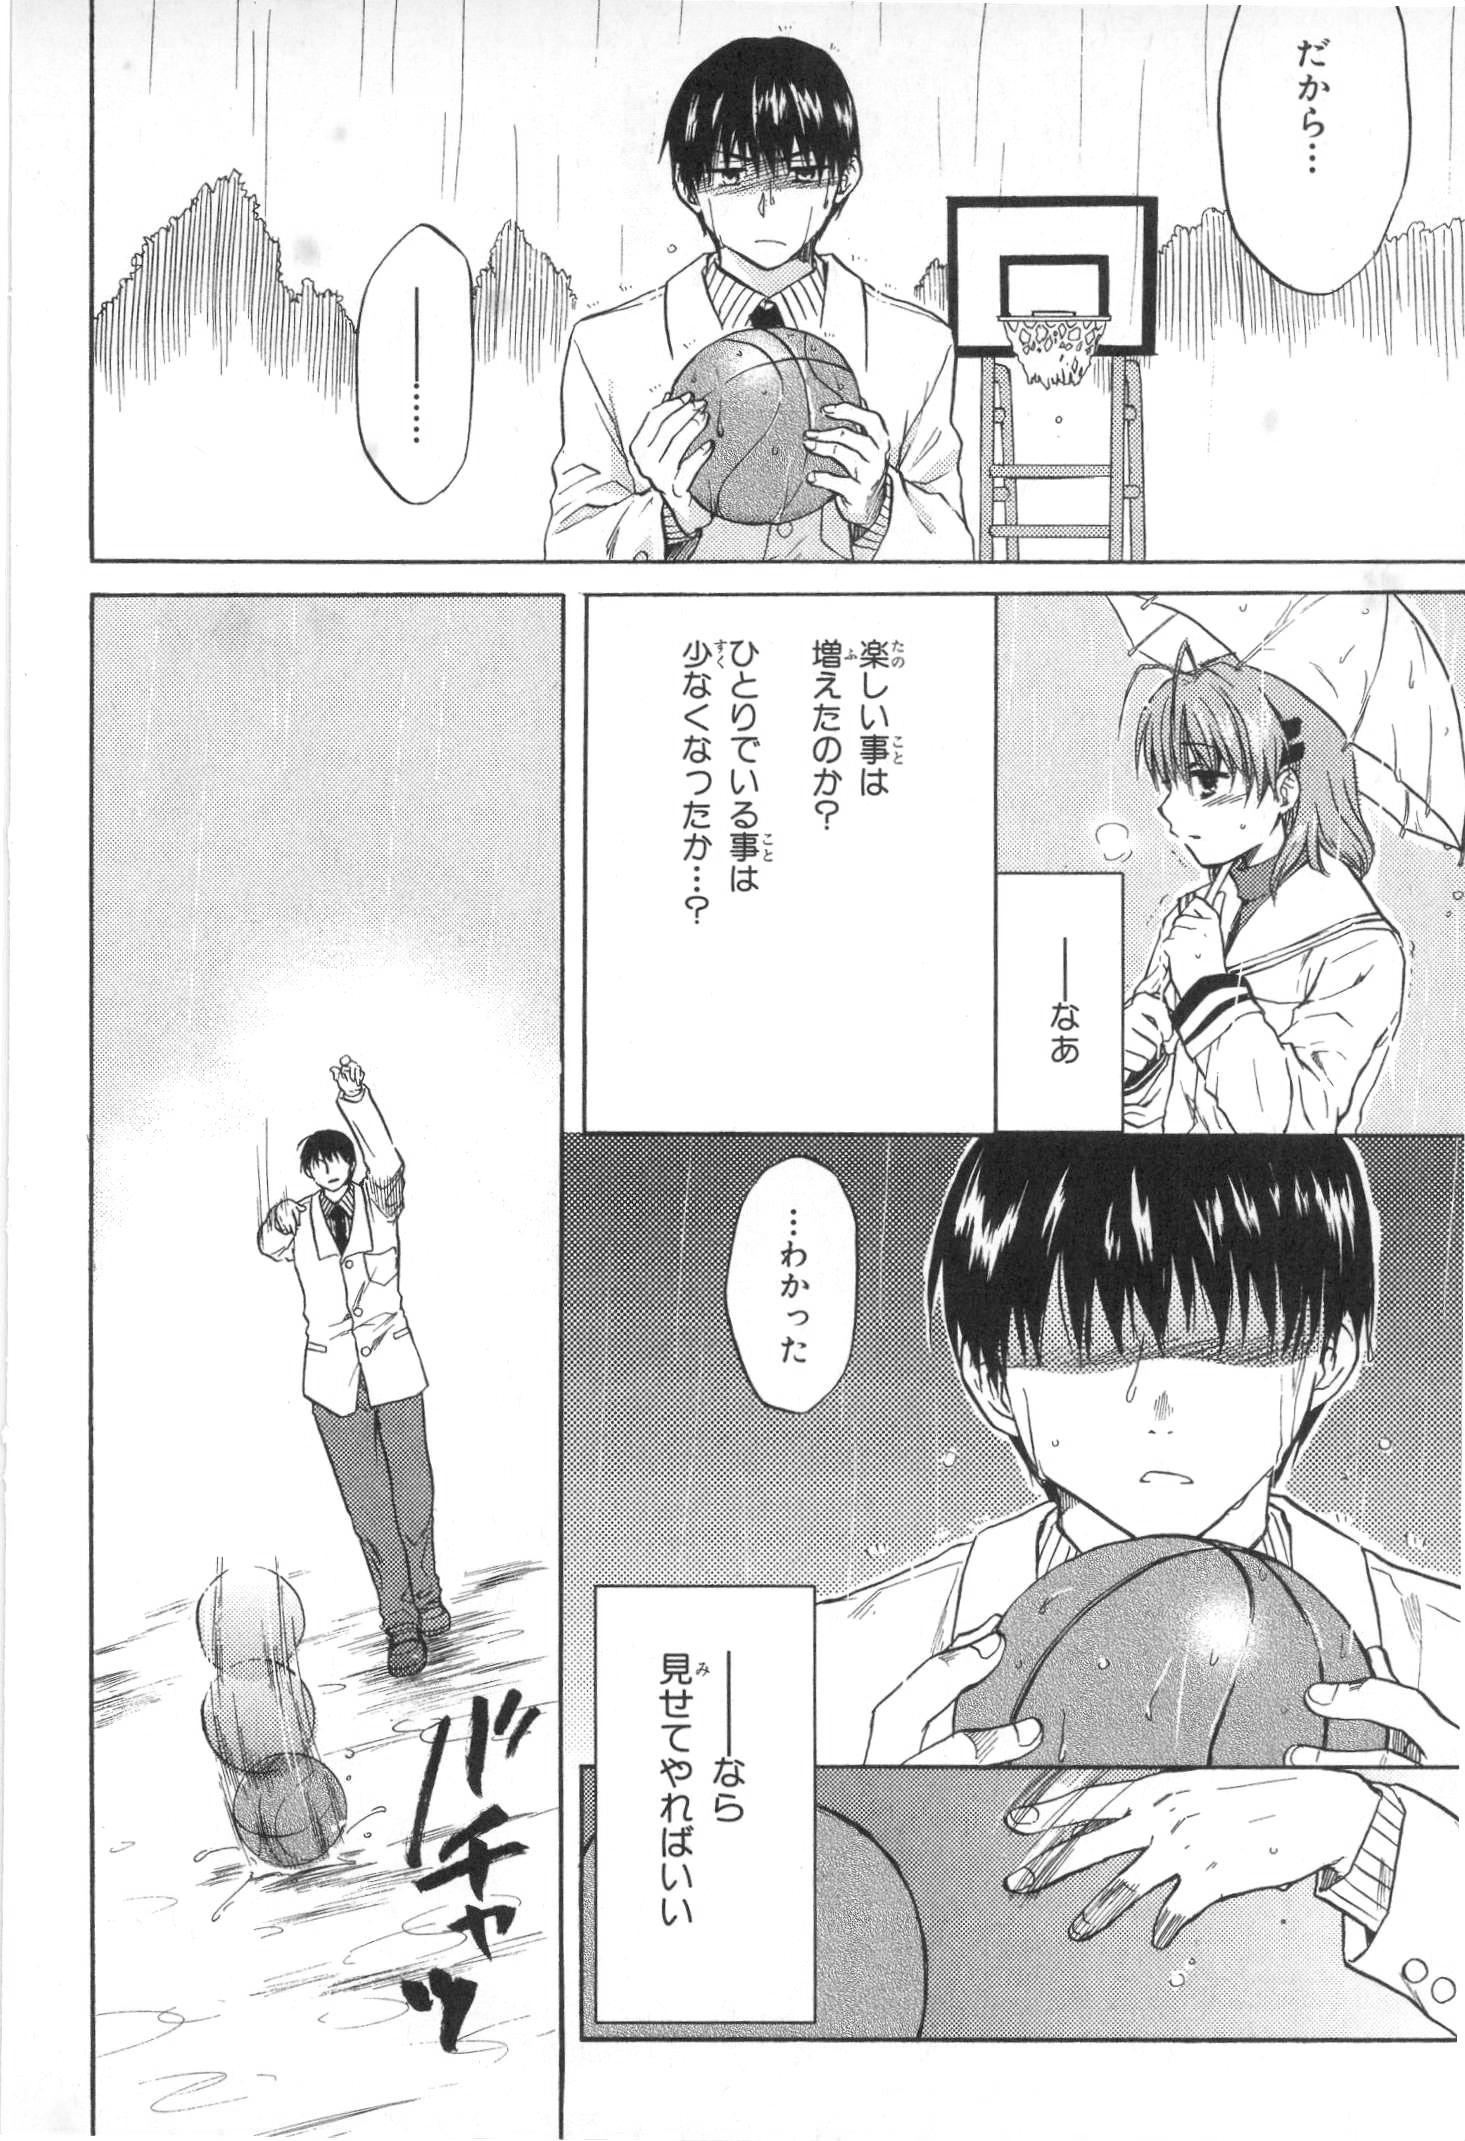 だから…
――……
――なあ
楽しい事は
増えたのか?
ひとりでいる事は
少なくなったか…?
…わかった
――なら
見せてやればいい
バチャッ